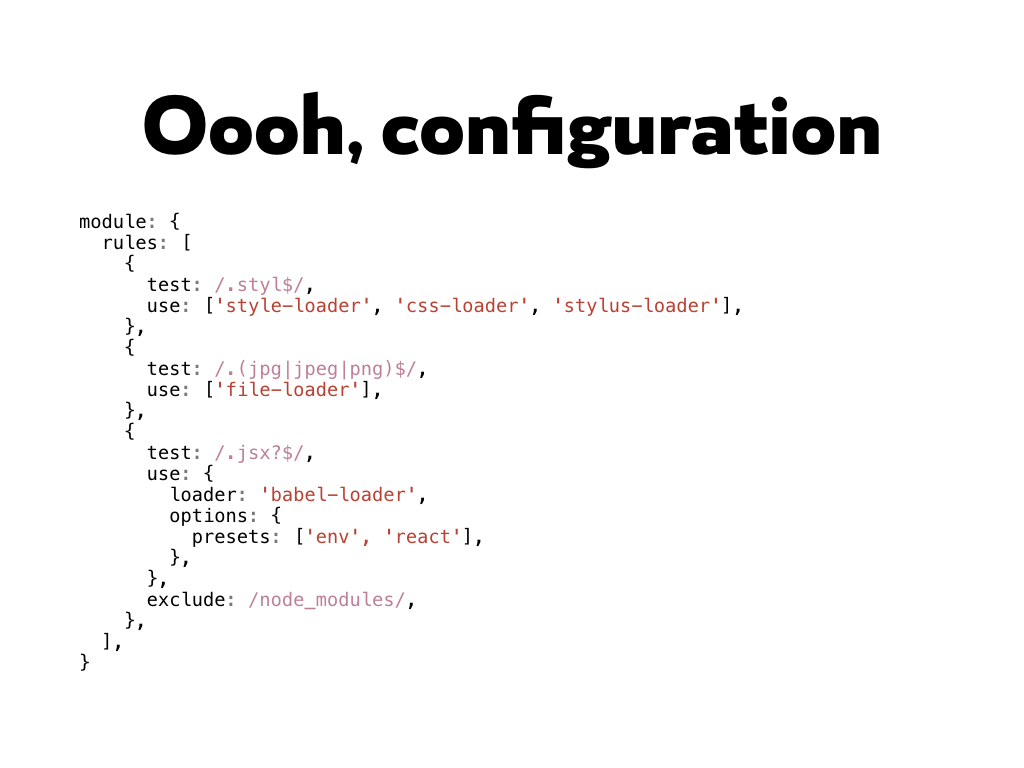 Oooh, configuration
module: {
  rules: [
    {
      test: /.styl$/,
      use: ['style-loader', 'css-loader', 'stylus-loader'],
    },
    {
      test: /.(jpg|jpeg|png)$/,
      use: ['file-loader'],
    },
    {
      test: /.jsx?$/,
      use: {
        loader: 'babel-loader',
        options: {
          presets: ['env', 'react'],
        },
      },
      exclude: /node_modules/,
    },
  ],
}